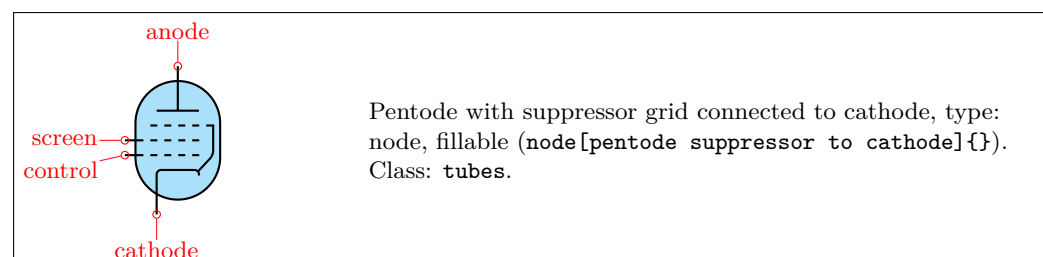 anode
screen
control
cathode
Pentode with suppressor grid connected to cathode, type:
node, fillable (node[pentode suppressor to cathode]{}).
Class: tubes.